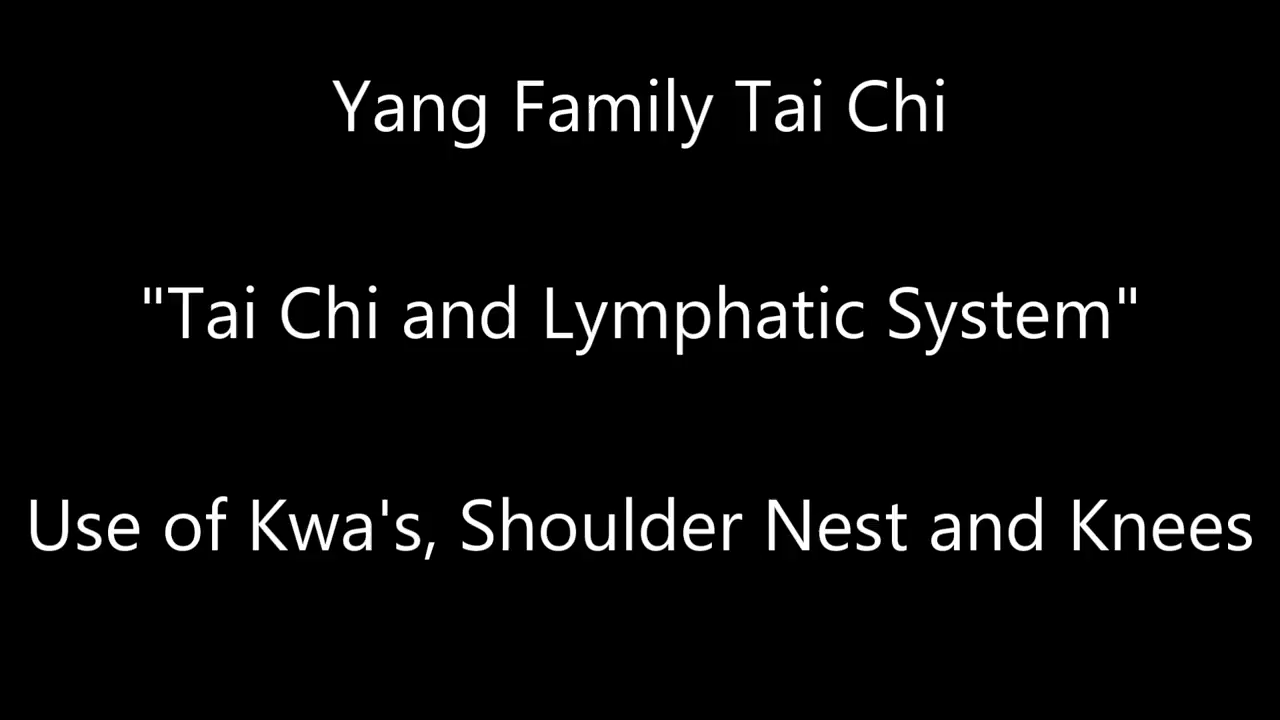 Yang Family Tai Chi
"Tai Chi and Lymphatic System"
Use of Kwa's, Shoulder Nest and Knees